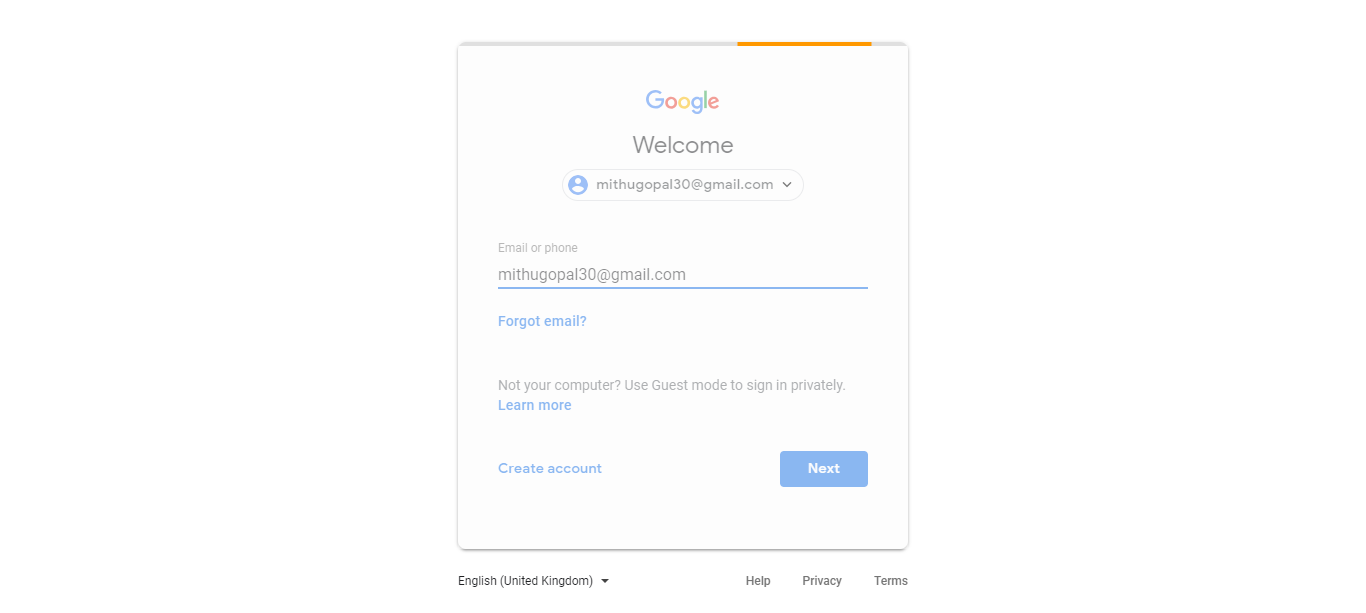 Google
Welcome
mithugopal30@gmail.com
Email or phone
mithugopal30@gmail.com
Forgot email?
Not your computer? Use Guest mode to sign in privately.
Learn more
Create account
Next
English (United Kingdom)
Help
Privacy
Terms